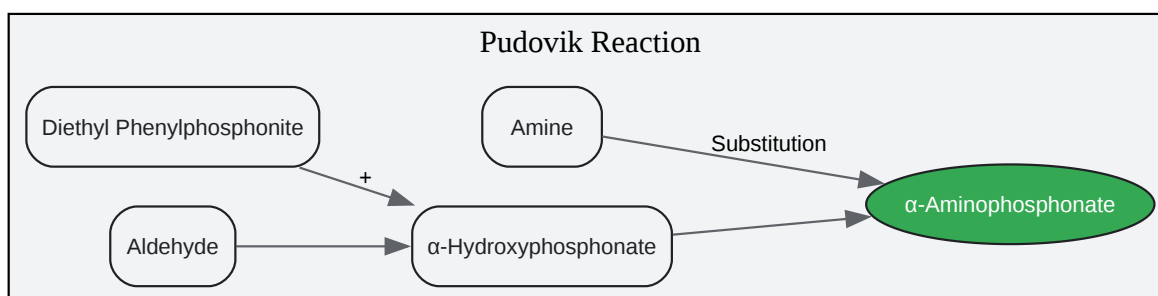 Pudovik Reaction
Diethyl Phenylphosphonite
Amine
Substitution
+
α-Aminophosphonate
Aldehyde
α-Hydroxyphosphonate